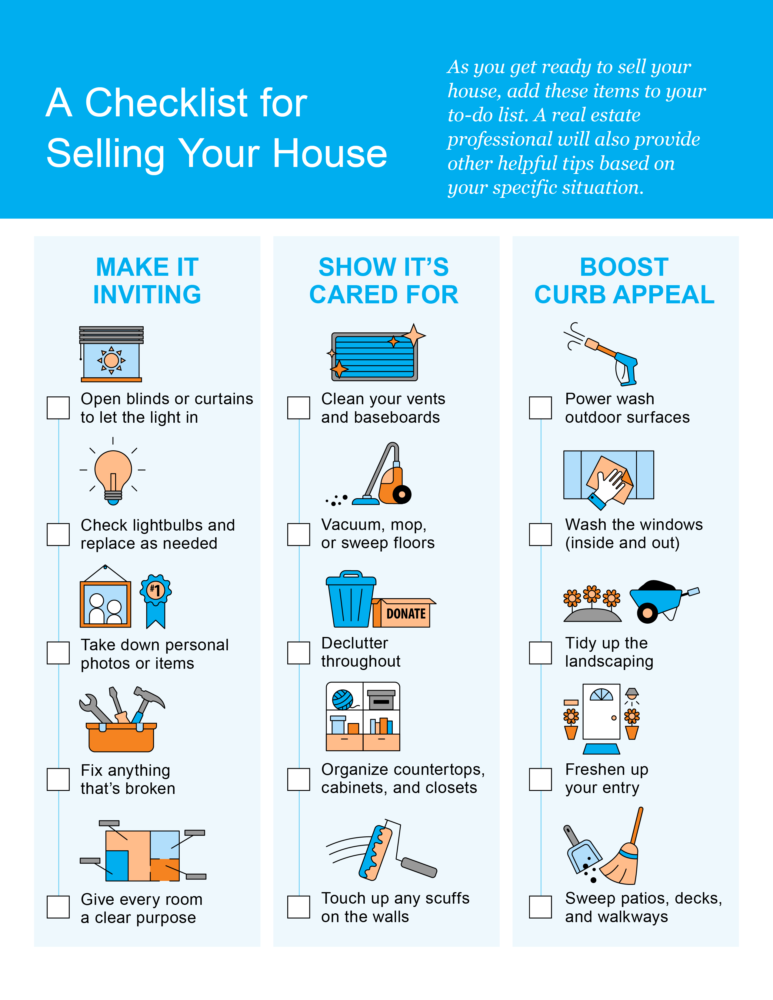 A Checklist for
Selling Your House
As you get ready to sell your
house, add these items to your
to-do list. A real estate
professional will also provide
other helpful tips based on
your specific situation.
MAKE IT
INVITING
Open blinds or curtains
to let the light in
Check lightbulbs and
replace as needed
#1
Take down personal
photos or items
Fix anything
that’s broken
Give every room
a clear purpose
SHOW IT’S
CARED FOR
Clean your vents
and baseboards
Vacuum, mop,
or sweep floors
DONATE
Declutter
throughout
Organize countertops,
cabinets, and closets
Touch up any scuffs
on the walls
BOOST
CURB APPEAL
Power wash
outdoor surfaces
Wash the windows
(inside and out)
Tidy up the
landscaping
Freshen up
your entry
Sweep patios, decks,
and walkways